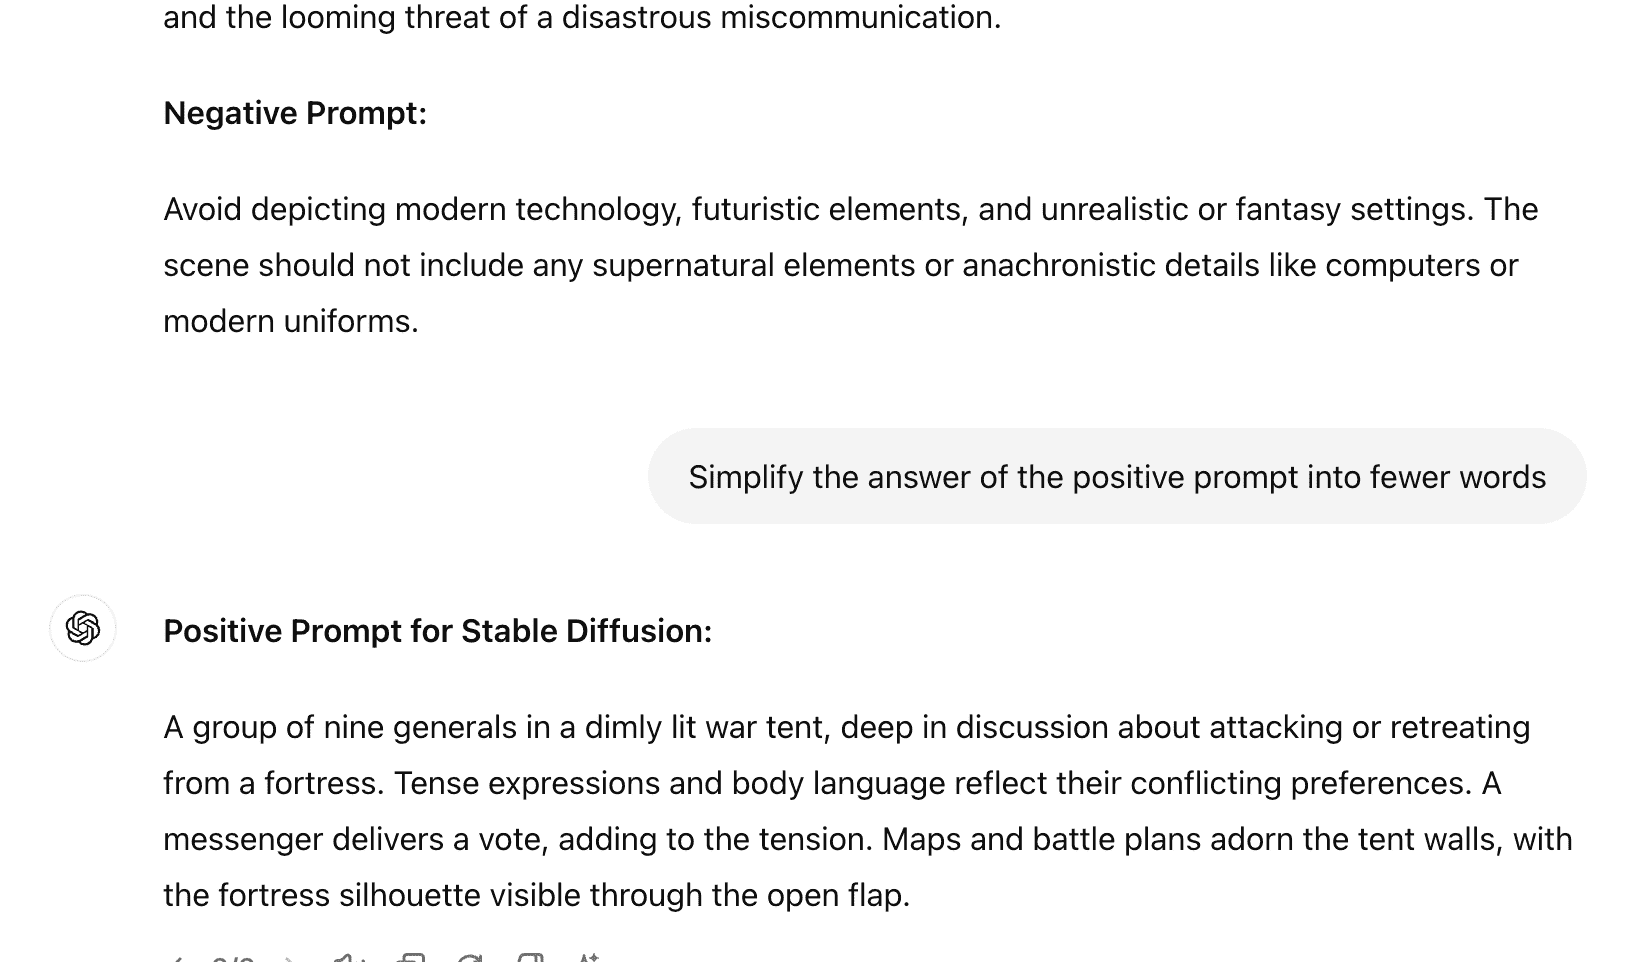 and the looming threat of a disastrous miscommunication.
Negative Prompt:
Avoid depicting modern technology, futuristic elements, and unrealistic or fantasy settings. The
scene should not include any supernatural elements or anachronistic details like computers or
modern uniforms.
Simplify the answer of the positive prompt into fewer words
Positive Prompt for Stable Diffusion:
A group of nine generals in a dimly lit war tent, deep in discussion about attacking or retreating
from a fortress. Tense expressions and body language reflect their conflicting preferences. A
messenger delivers a vote, adding to the tension. Maps and battle plans adorn the tent walls, with
the fortress silhouette visible through the open flap.